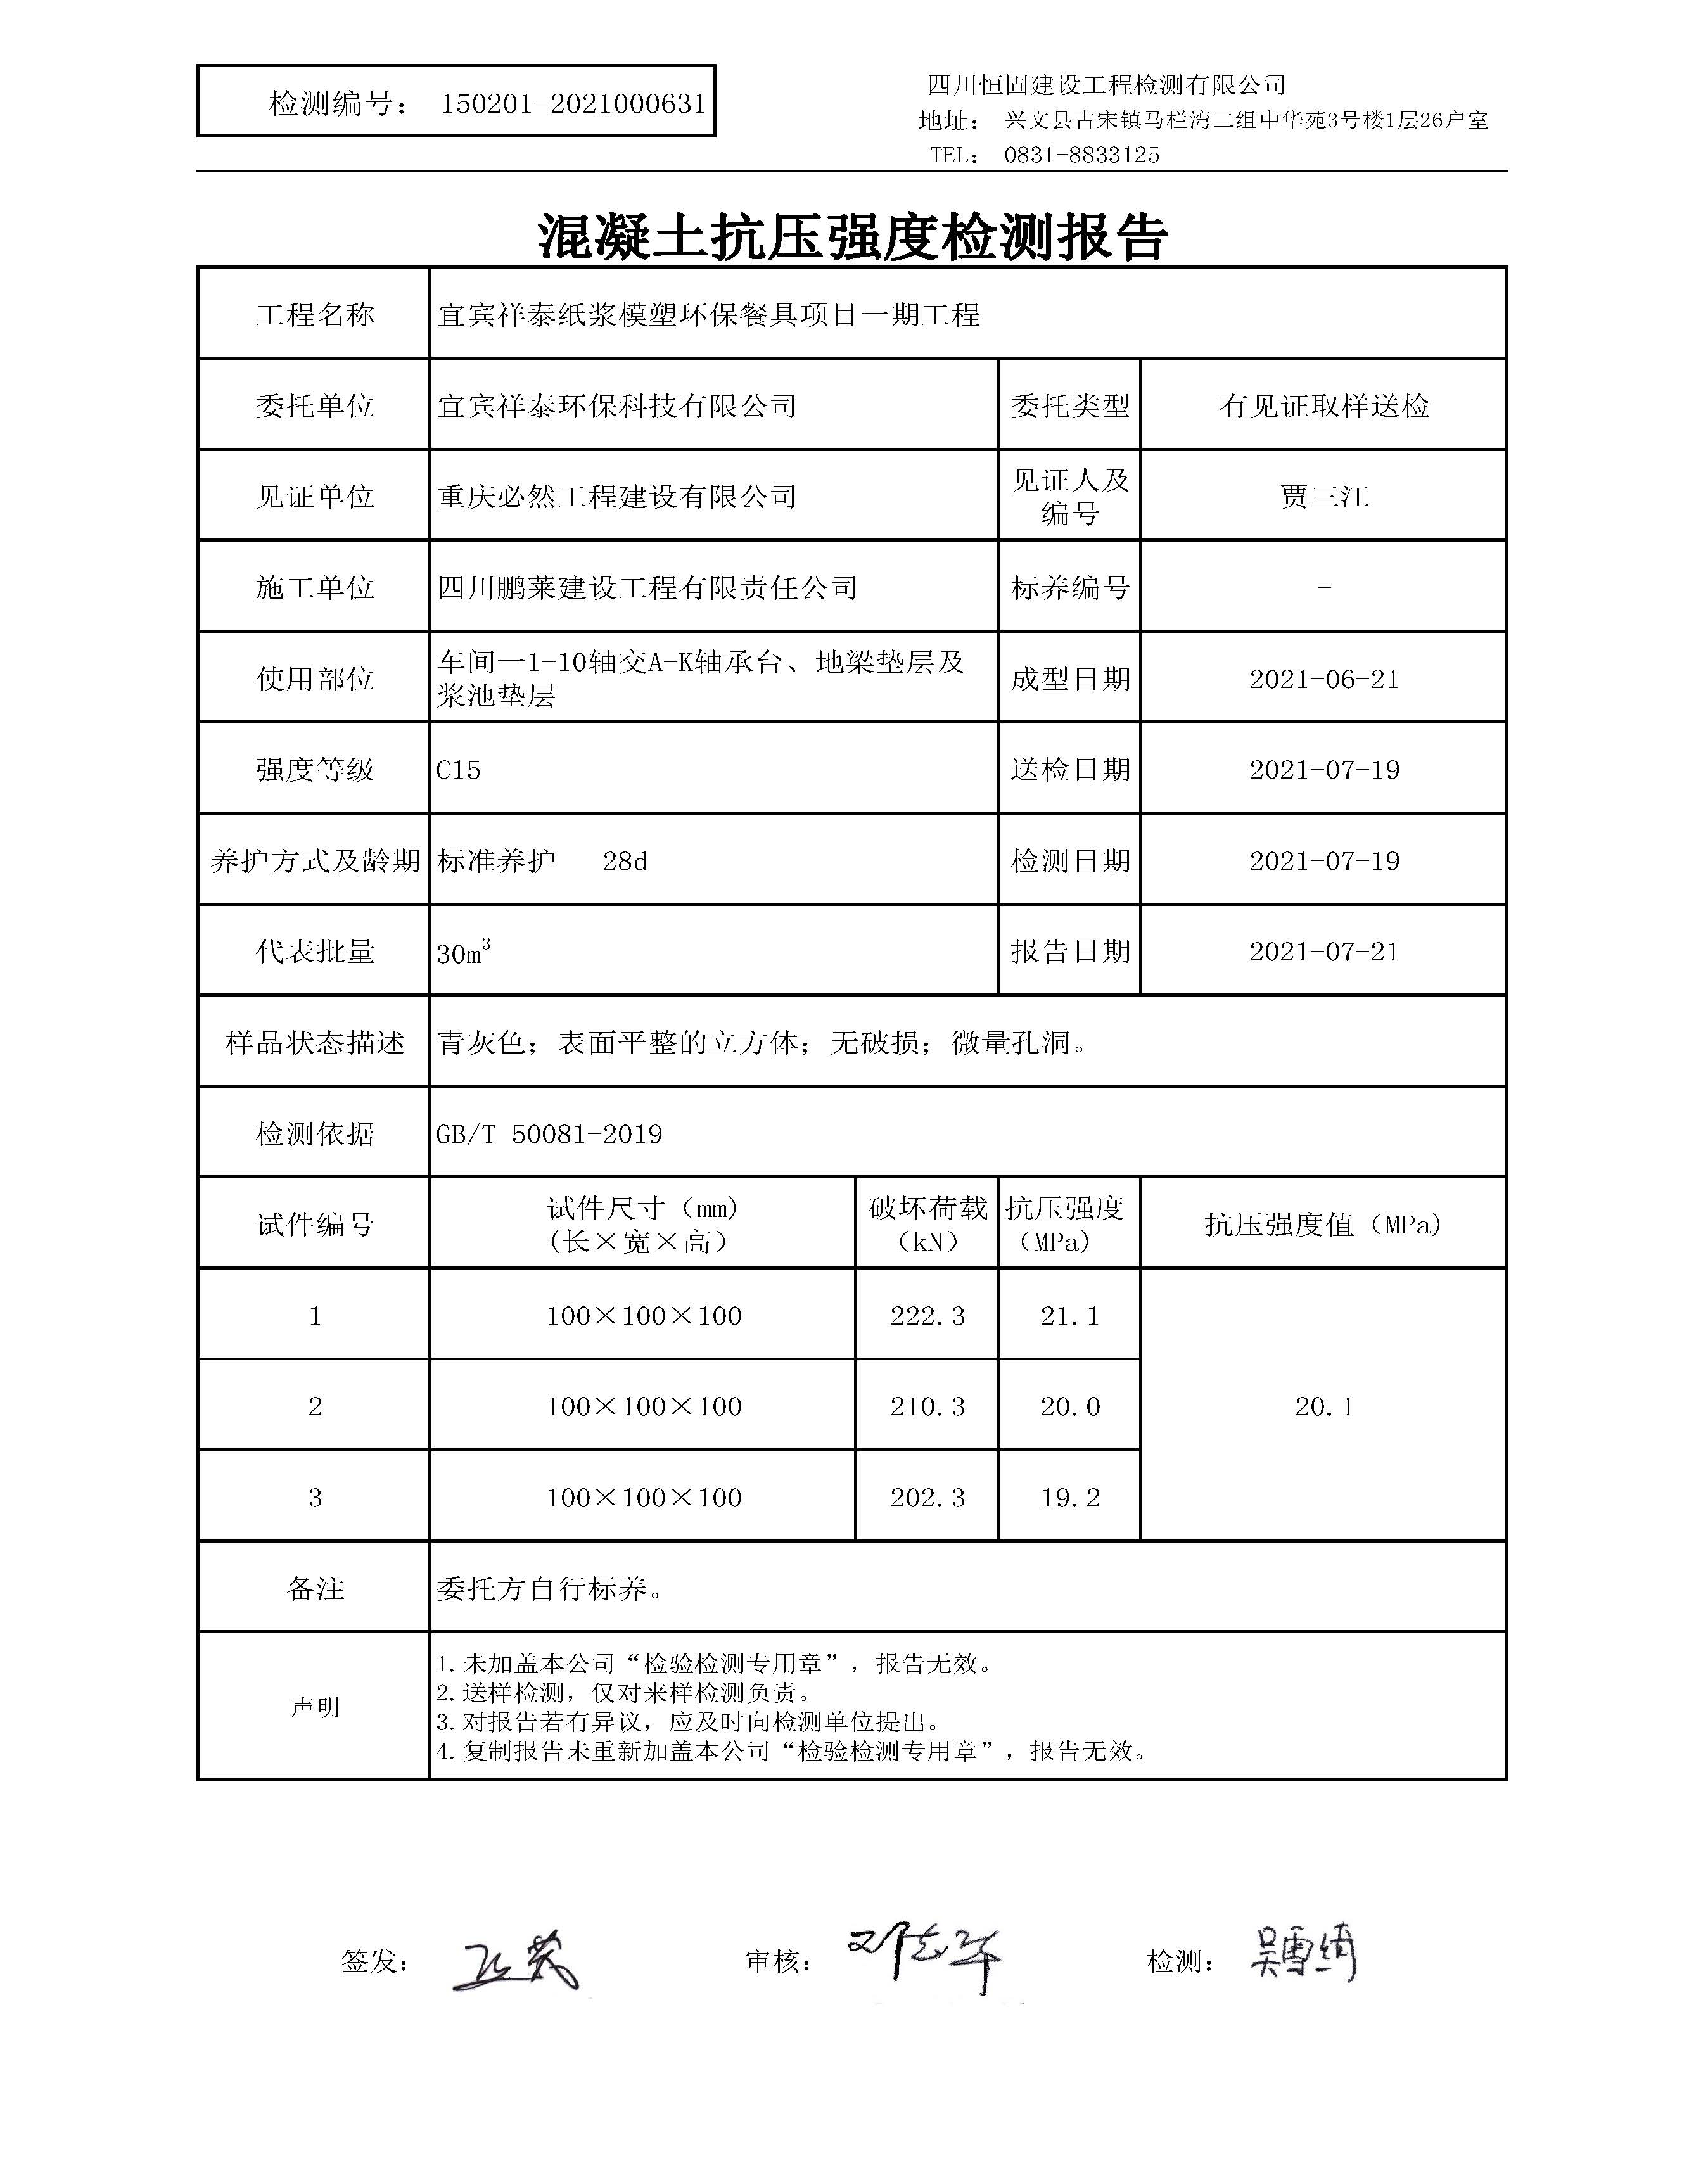 检测编号： 150201-2021000631
四川恒固建设工程检测有限公司
地址： 兴文县古宋镇马栏湾二组中华苑3号楼1层26户室
TEL： 0831-8833125
混凝土抗压强度检测报告
工程名称 宜宾祥泰纸浆模塑环保餐具项目一期工程
委托单位 宜宾祥泰环保科技有限公司 委托类型 有见证取样送检
见证单位 重庆必然工程建设有限公司 见证人及编号 贾三江
施工单位 四川鹏莱建设工程有限责任公司 标养编号 -
使用部位 车间一1-10轴交A-K轴承台、地梁垫层及
浆池垫层 成型日期 2021-06-21
强度等级 C15 送检日期 2021-07-19
养护方式及龄期 标准养护 28d 检测日期 2021-07-19
代表批量 30m³ 报告日期 2021-07-21
样品状态描述 青灰色；表面平整的立方体；无破损；微量孔洞。
检测依据 GB/T 50081-2019
试件编号 试件尺寸（mm）(长×宽×高） 破坏荷载（kN） 抗压强度（MPa） 抗压强度值（MPa）
1 100×100×100 222.3 21.1
2 100×100×100 210.3 20.0 20.1
3 100×100×100 202.3 19.2
备注 委托方自行标养。
声明
1.未加盖本公司“检验检测专用章”，报告无效。
2.送样检测，仅对来样检测负责。
3.对报告若有异议，应及时向检测单位提出。
4.复制报告未重新加盖本公司“检验检测专用章”，报告无效。
签发： 审核： 检测： 吴雪绮